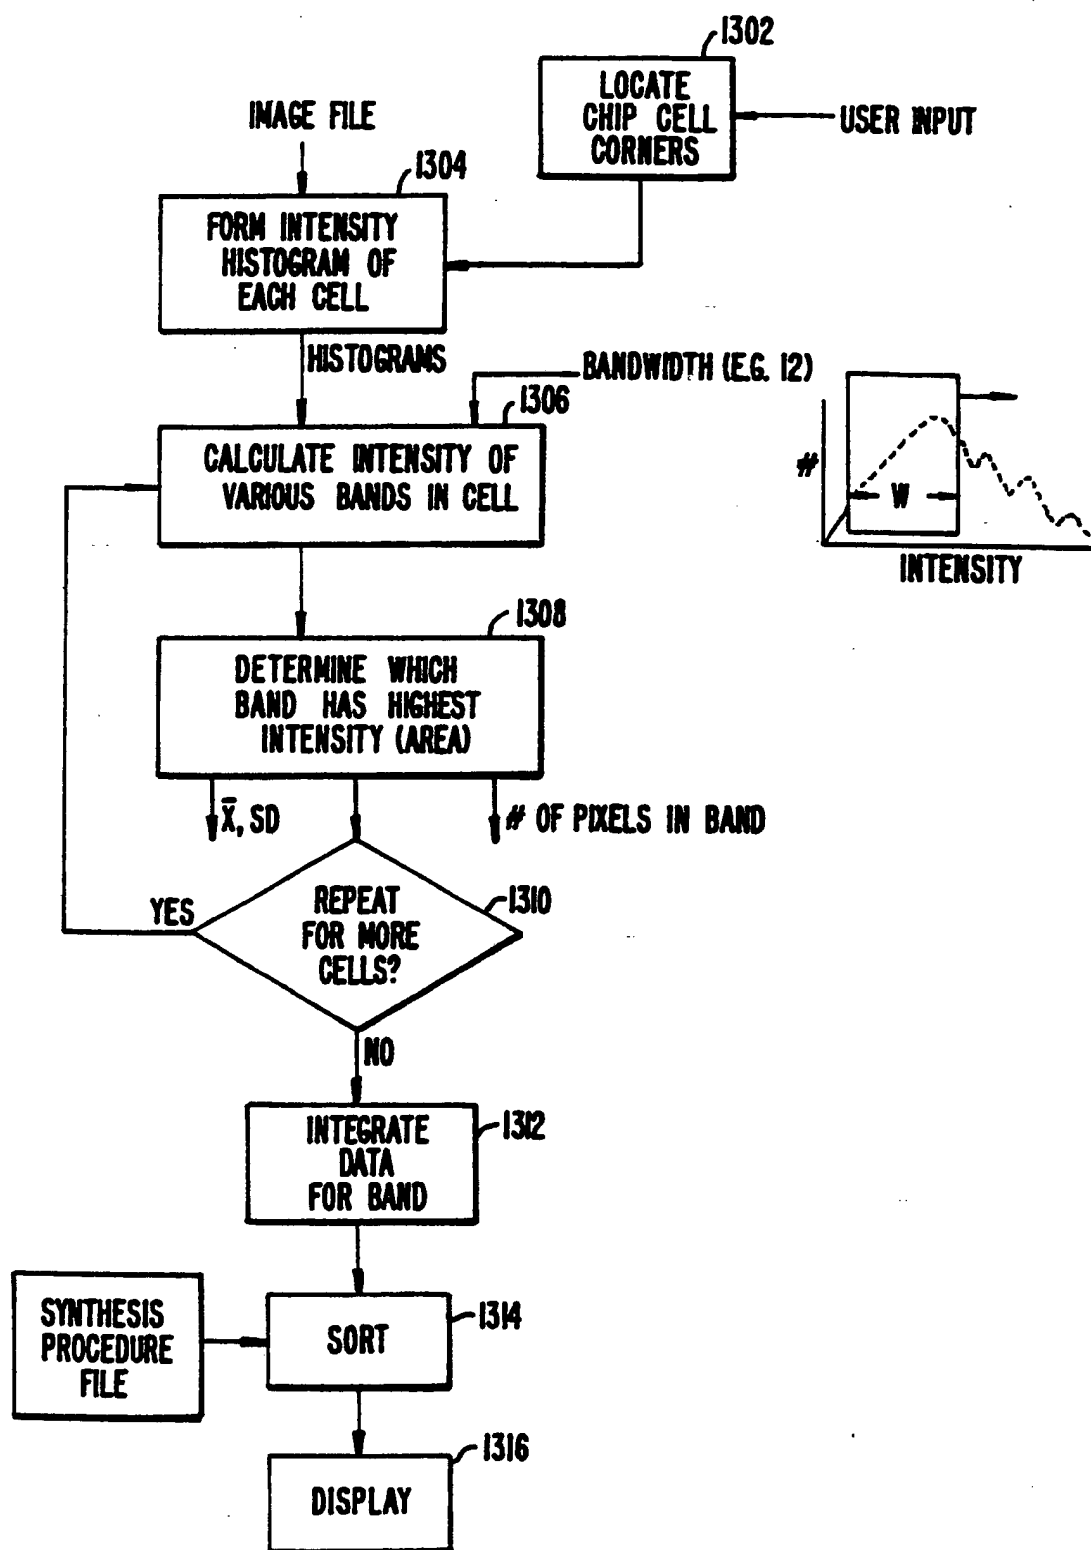 1302
LOCATE
CHIP CELL
CORNERS
USER INPUT
IMAGE FILE
1304
FORM INTENSITY
HISTOGRAM OF
EACH CELL
HISTOGRAMS
BANDWIDTH (E.G. 12)
1306
CALCULATE INTENSITY OF
VARIOUS BANDS IN CELL
#
W
INTENSITY
1308
DETERMINE WHICH
BAND HAS HIGHEST
INTENSITY (AREA)
X̄, SD
# OF PIXELS IN BAND
1310
REPEAT
FOR MORE
CELLS?
YES
NO
1312
INTEGRATE
DATA
FOR BAND
SYNTHESIS
PROCEDURE
FILE
1314
SORT
1316
DISPLAY